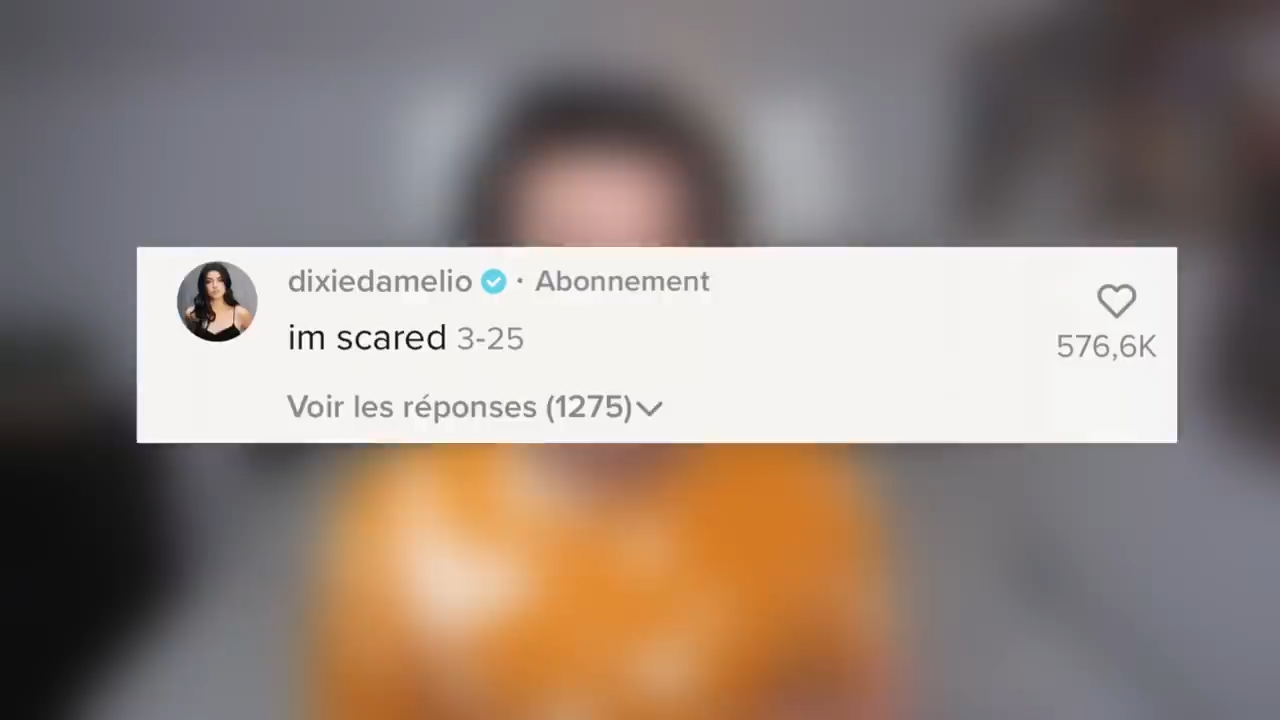 dixiedamelio · Abonnement
im scared 3-25
576,6K
Voir les réponses (1275)